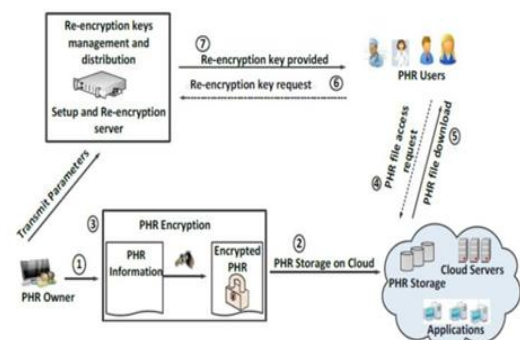 Re-encryption keys
management and
distribution
Setup and Re-encryption
server
⑦
Re-encryption key provided
Re-encryption key request
⑥
PHR Users
④
PHR file access
request
PHR file download
⑤
Transmit Parameters
③
PHR Encryption
PHR
Information
Encrypted
PHR
①
PHR Owner
②
PHR Storage on Cloud
Cloud Servers
PHR Storage
Applications